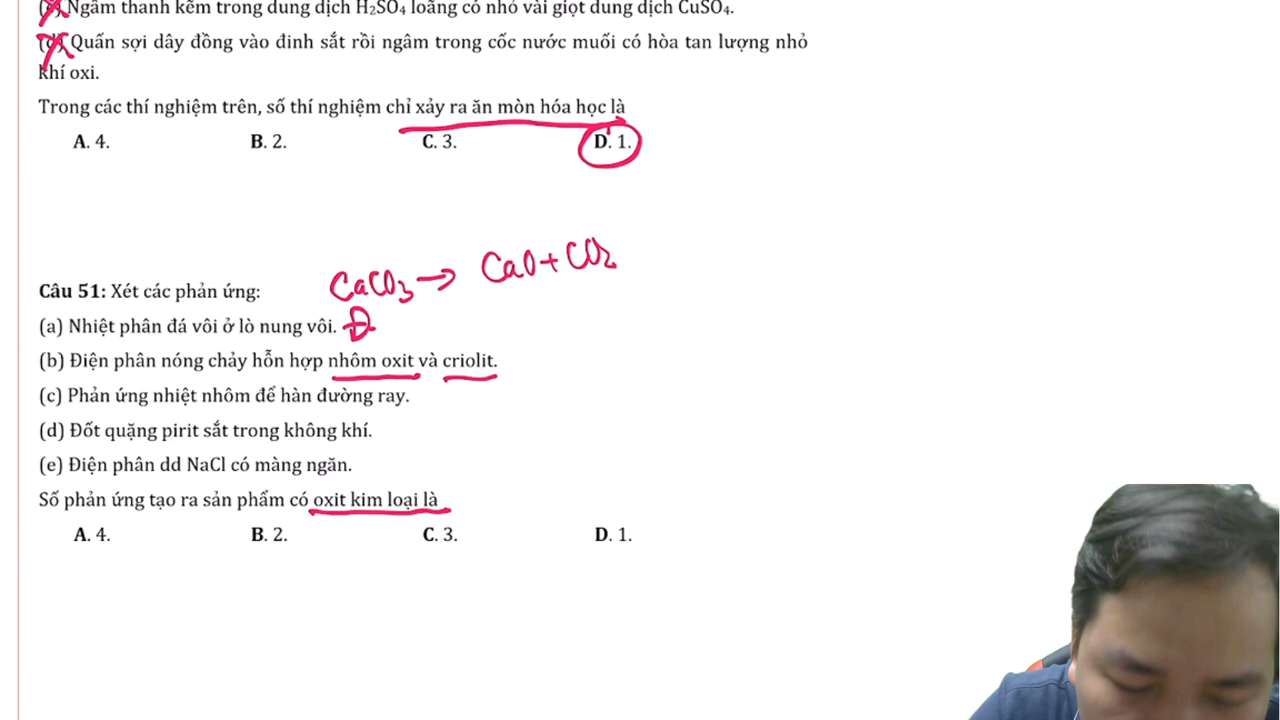 Ngâm thanh kẽm trong dung dịch H₂SO₄ loãng có nhỏ vài giọt dung dịch CuSO₄.
(d) Quấn sợi dây đồng vào đinh sắt rồi ngâm trong cốc nước muối có hòa tan lượng nhỏ
khí oxi.
Trong các thí nghiệm trên, số thí nghiệm chỉ xảy ra ăn mòn hóa học là
A. 4. B. 2. C. 3. D. 1.
CaCO₃ → CaO + CO₂
Câu 51: Xét các phản ứng:
(a) Nhiệt phân đá vôi ở lò nung vôi. Đ
(b) Điện phân nóng chảy hỗn hợp nhôm oxit và criolit.
(c) Phản ứng nhiệt nhôm để hàn đường ray.
(d) Đốt quặng pirit sắt trong không khí.
(e) Điện phân dd NaCl có màng ngăn.
Số phản ứng tạo ra sản phẩm có oxit kim loại là
A. 4. B. 2. C. 3. D. 1.